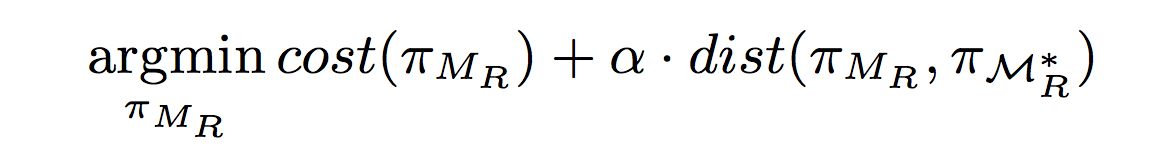 argmin cost(π_{M_R}) + α · dist(π_{M_R}, π_{ℳ*_R})
π_{M_R}